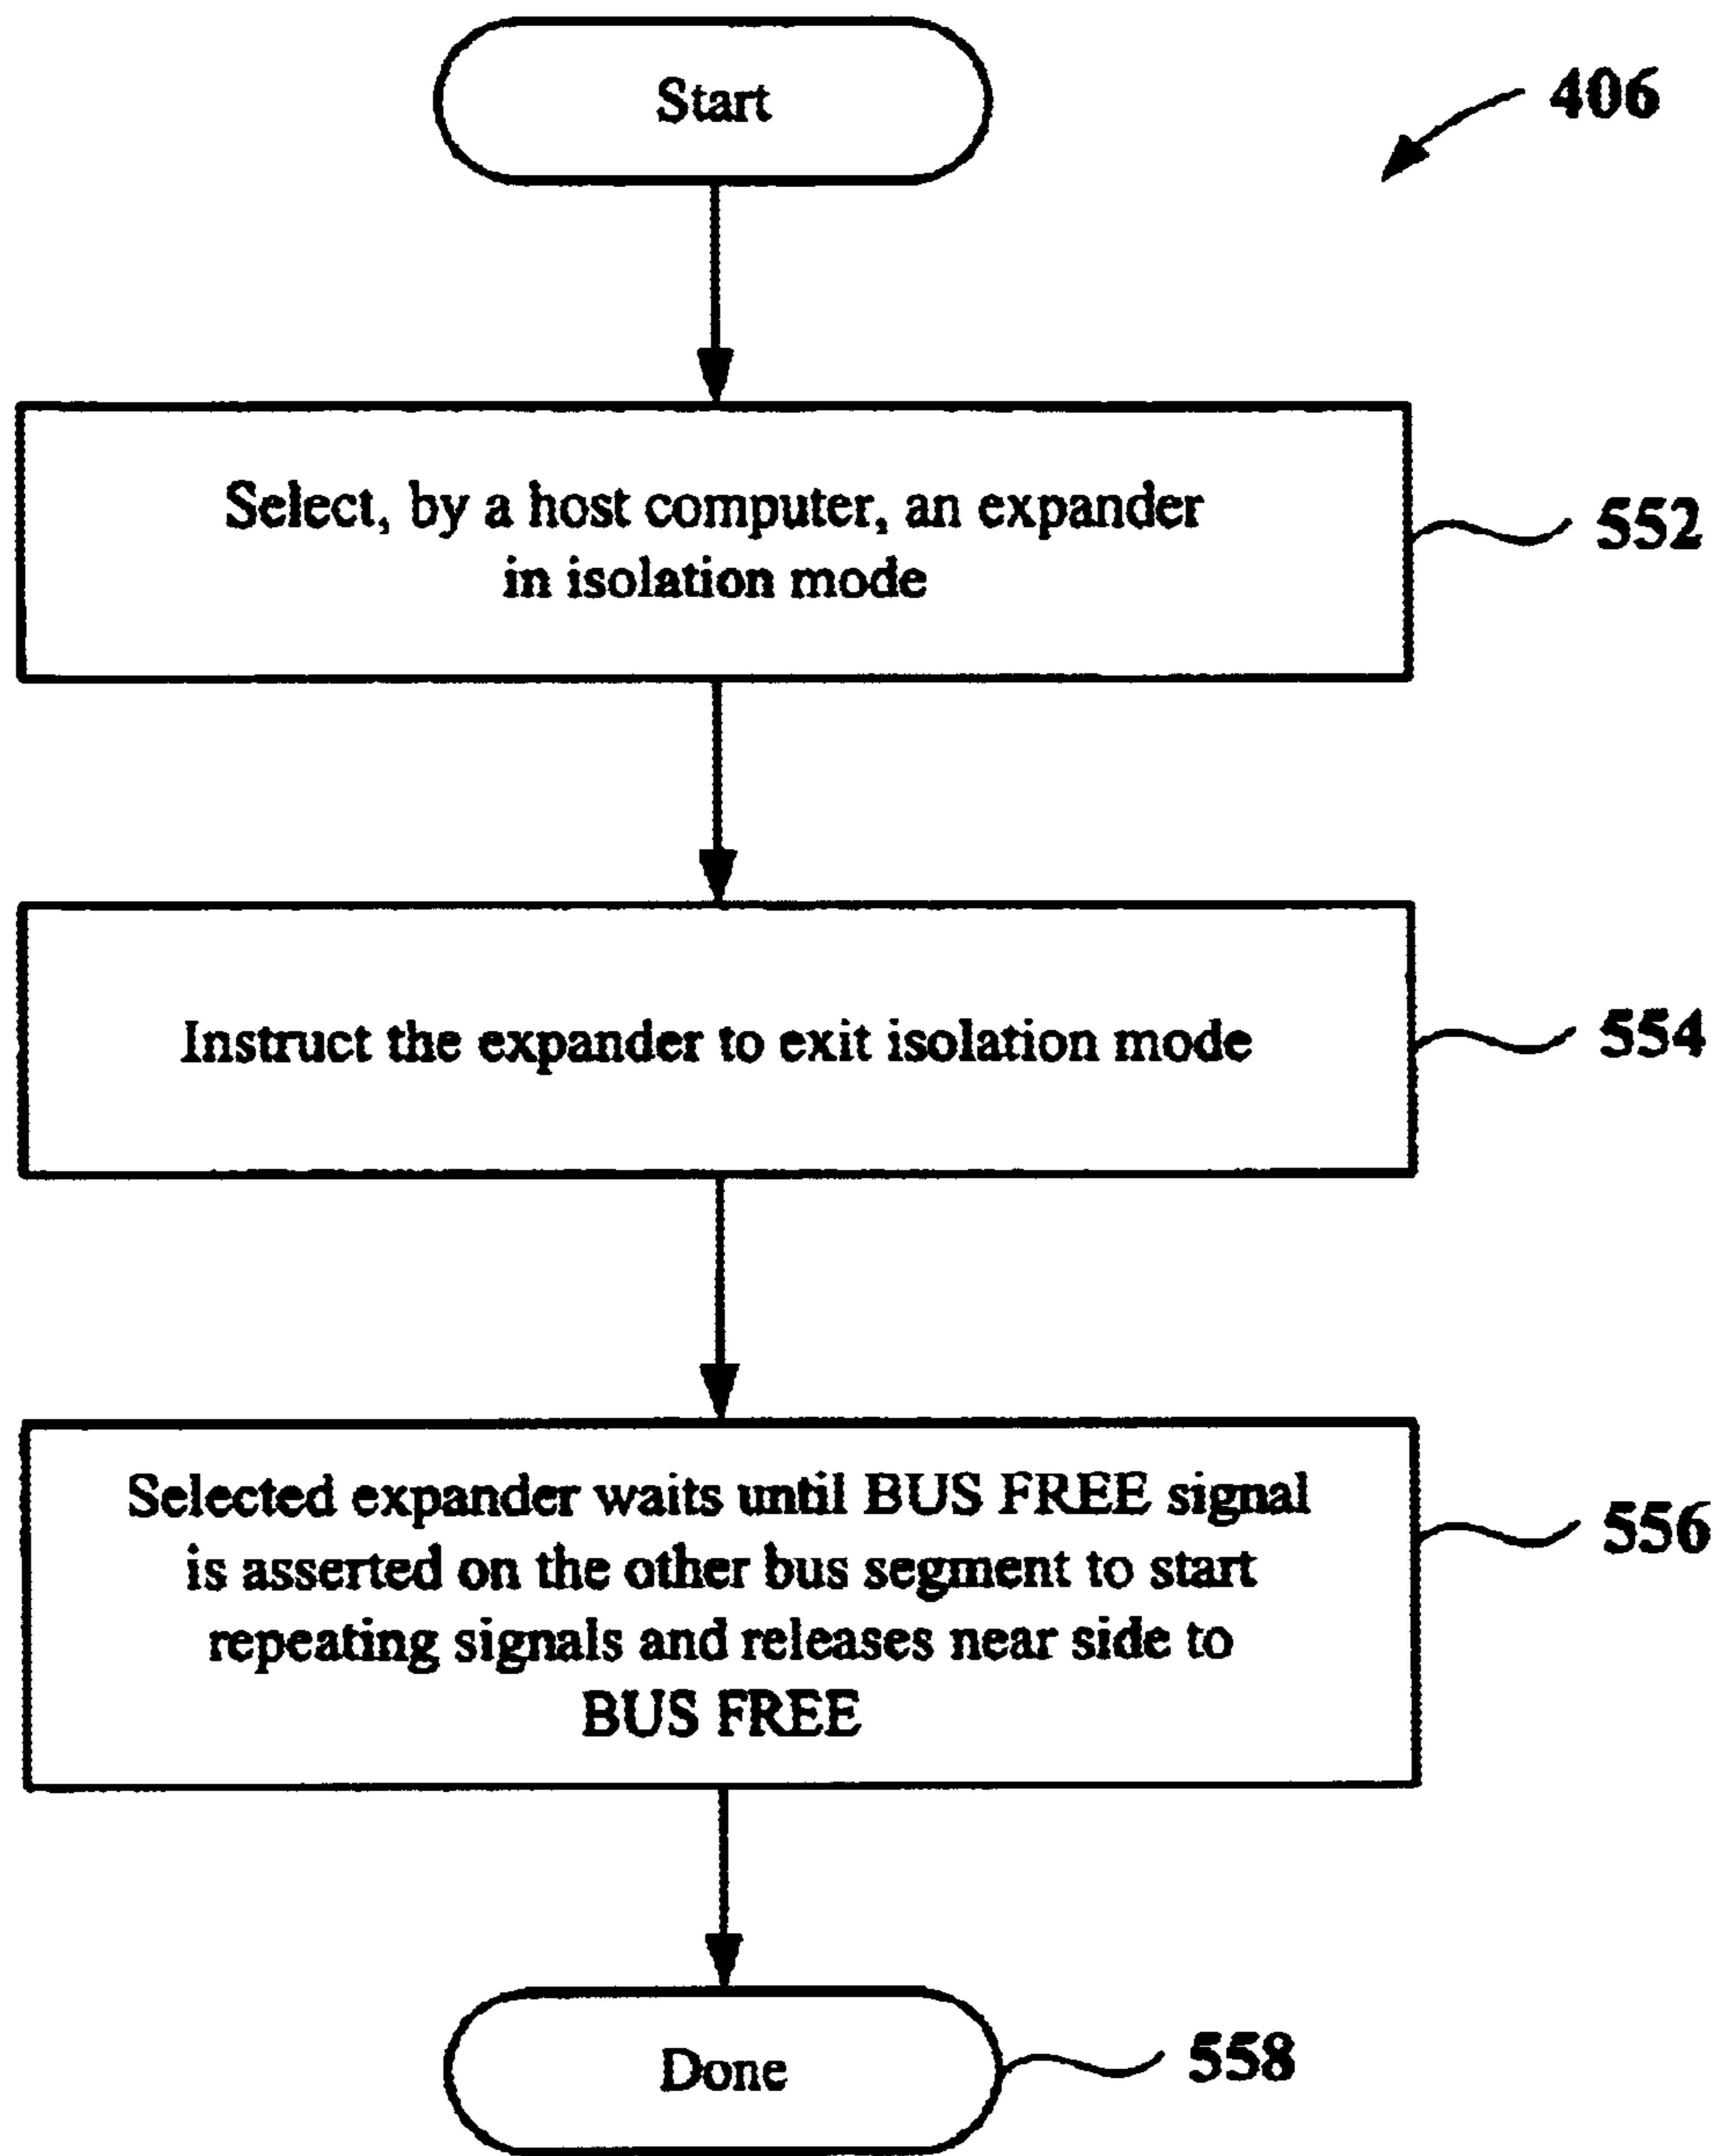 Start
406
Select, by a host computer, an expander
in isolation mode
552
Instruct the expander to exit isolation mode
554
Selected expander waits until BUS FREE signal
is asserted on the other bus segment to start
repeating signals and releases near side to
BUS FREE
556
Done
558